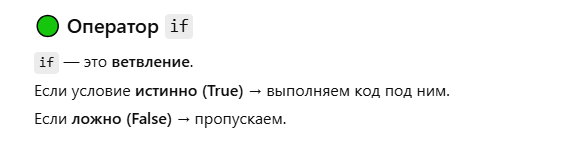 Оператор if
if — это ветвление.
Если условие истинно (True) → выполняем код под ним.
Если ложно (False) → пропускаем.